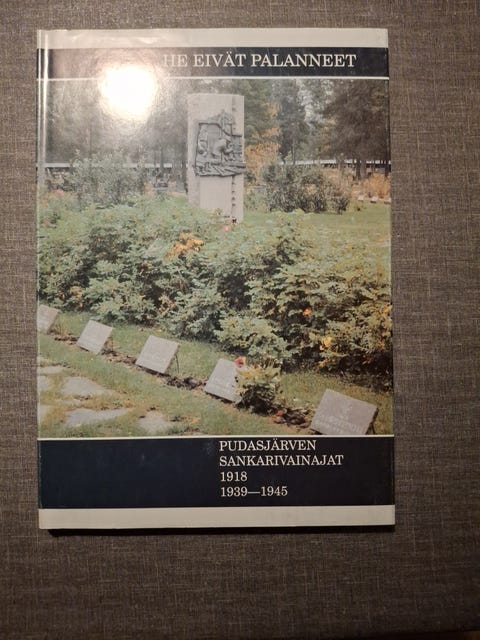 HE EIVÄT PALANNEET
PUDASJÄRVEN
SANKARIVAINAJAT
1918
1939—1945